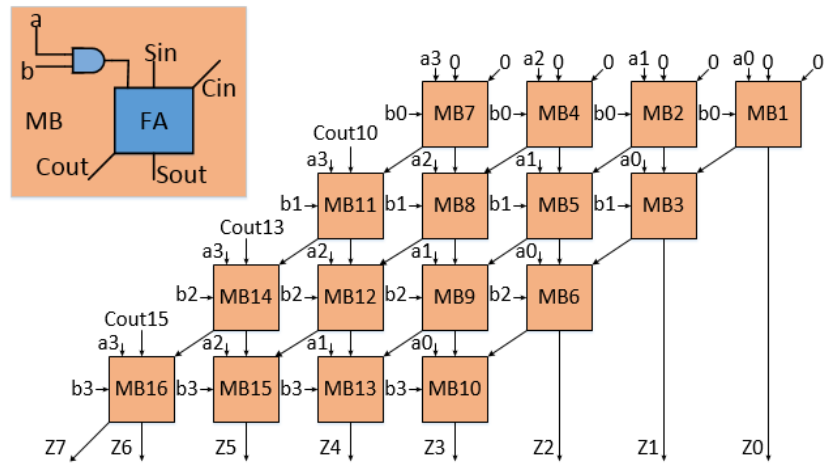 a
b
Sin
Cin
MB
FA
Cout
Sout
a3 0 0 a2 0 0 a1 0 0 a0 0 0
b0 MB7 b0 MB4 b0 MB2 b0 MB1
Cout10
a3 a2 a1 a0
b1 MB11 b1 MB8 b1 MB5 b1 MB3
Cout13
a3 a2 a1 a0
b2 MB14 b2 MB12 b2 MB9 b2 MB6
Cout15
a3 a2 a1 a0
b3 MB16 b3 MB15 b3 MB13 b3 MB10
Z7 Z6 Z5 Z4 Z3 Z2 Z1 Z0